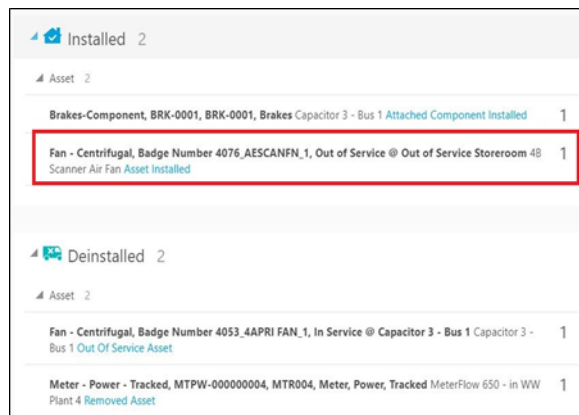 Installed 2
Asset 2
Brakes-Component, BRK-0001, BRK-0001, Brakes Capacitor 3 - Bus 1 Attached Component Installed 1
Fan - Centrifugal, Badge Number 4076_AESCANFN_1, Out of Service @ Out of Service Storeroom 4B 1
Scanner Air Fan Asset Installed
Deinstalled 2
Asset 2
Fan - Centrifugal, Badge Number 4053_4APRI FAN_1, In Service @ Capacitor 3 - Bus 1 Capacitor 3 - 1
Bus 1 Out Of Service Asset
Meter - Power - Tracked, MTPW-000000004, MTR004, Meter, Power, Tracked MeterFlow 650 - in WW 1
Plant 4 Removed Asset